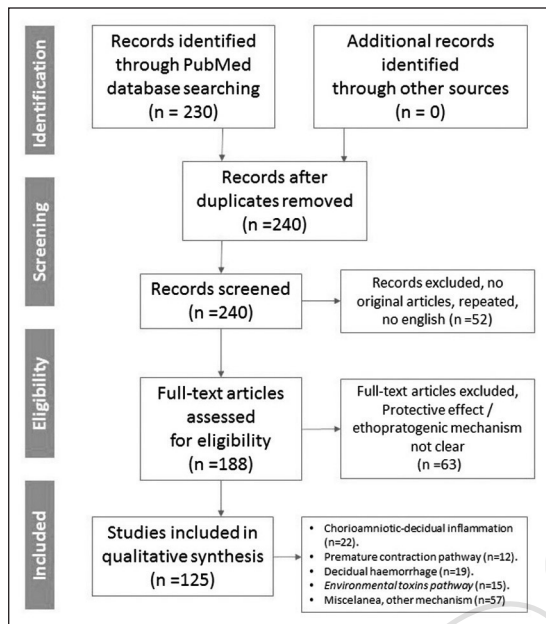 Identification
Records identified
through PubMed
database searching
(n = 230)
Additional records
identified
through other sources
(n = 0)
Records after
duplicates removed
(n =240)
Screening
Records screened
(n =240)
Records excluded, no
original articles, repeated,
no english (n =52)
Eligibility
Full-text articles
assessed
for eligibility
(n =188)
Full-text articles excluded,
Protective effect /
ethopratogenic mechanism
not clear
(n =63)
Included
Studies included in
qualitative synthesis
(n =125)
• Chorioamniotic-decidual inflammation
(n=22).
• Premature contraction pathway (n=12).
• Decidual haemorrhage (n=19).
• Environmental toxins pathway (n=15).
• Miscelanea, other mechanism (n=57)